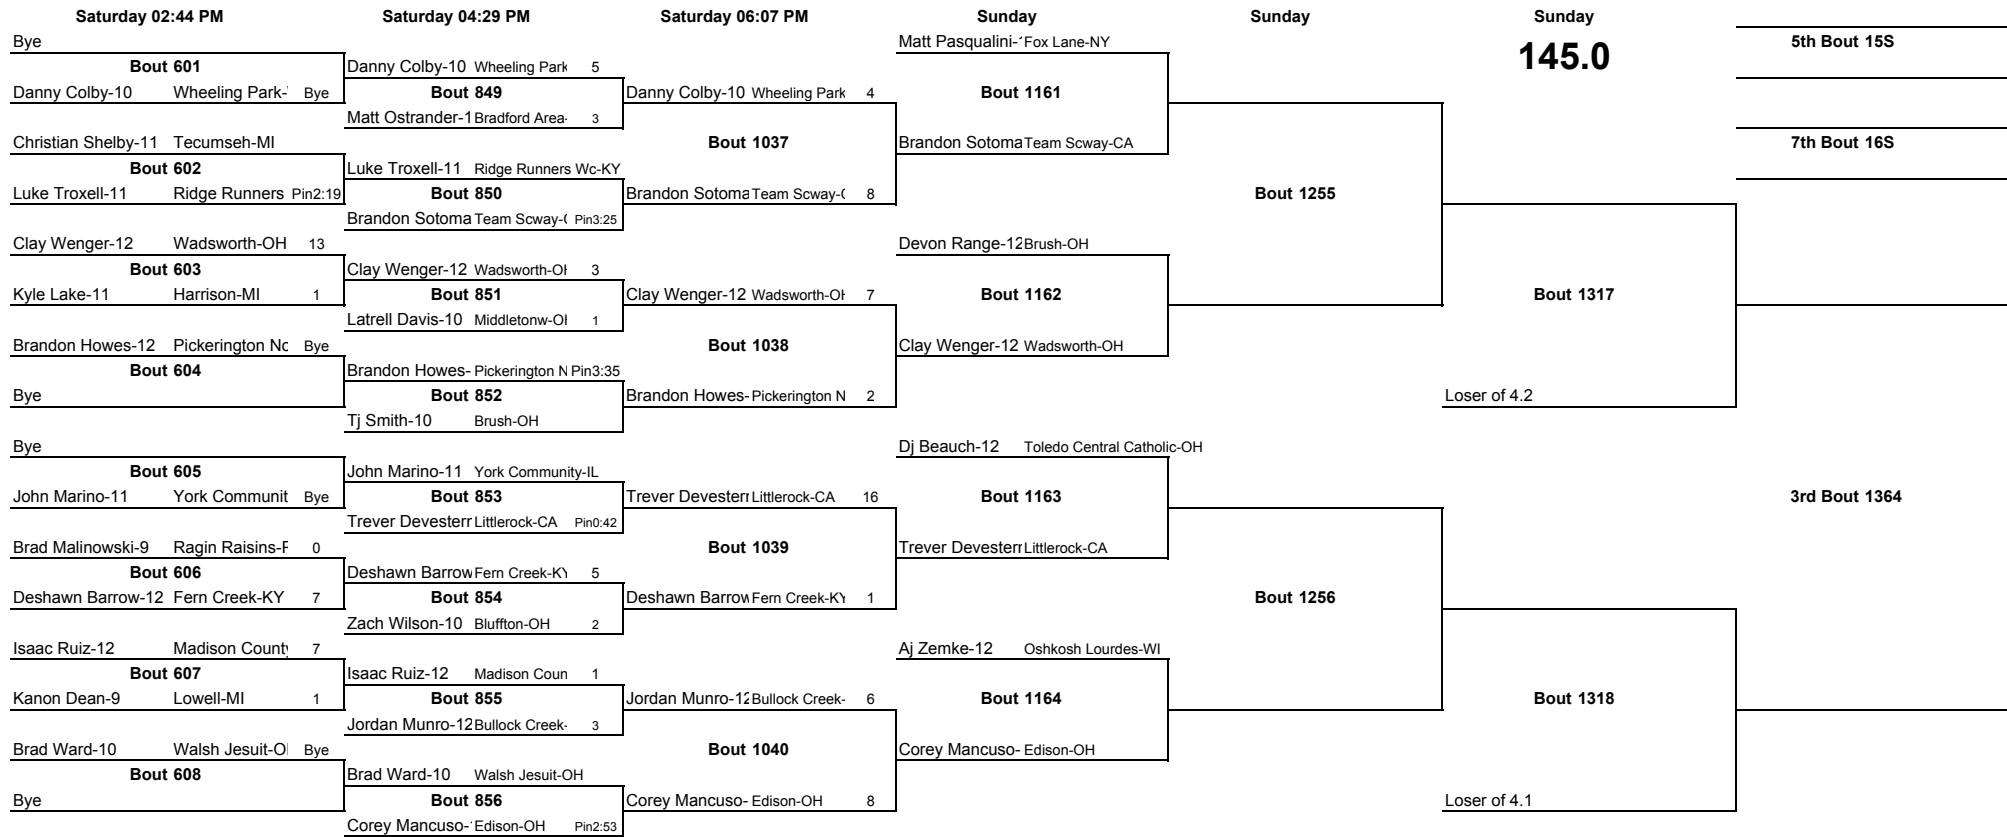 Saturday 02:44 PM Saturday 04:29 PM Saturday 06:07 PM Sunday Sunday Sunday
Bye Matt Pasqualini- Fox Lane-NY 145.0 5th Bout 15S
Bout 601 Danny Colby-10 Wheeling Park 5
Danny Colby-10 Wheeling Park- Bye Bout 849 Danny Colby-10 Wheeling Park 4 Bout 1161
Matt Ostrander-1 Bradford Area- 3
Christian Shelby-11 Tecumseh-MI Bout 1037 Brandon Sotoma Team Scway-CA 7th Bout 16S
Bout 602 Luke Troxell-11 Ridge Runners Wc-KY
Luke Troxell-11 Ridge Runners Pin2:19 Bout 850 Brandon Sotoma Team Scway-( 8 Bout 1255
Brandon Sotoma Team Scway-( Pin3:25
Clay Wenger-12 Wadsworth-OH 13 Devon Range-12 Brush-OH
Bout 603 Clay Wenger-12 Wadsworth-OH 3
Kyle Lake-11 Harrison-MI 1 Bout 851 Clay Wenger-12 Wadsworth-OH 7 Bout 1162 Bout 1317
Latrell Davis-10 Middletonw-OH 1
Brandon Howes-12 Pickerington No Bye Bout 1038 Clay Wenger-12 Wadsworth-OH
Bout 604 Brandon Howes- Pickerington N Pin3:35
Bye Bout 852 Brandon Howes- Pickerington N 2 Loser of 4.2
Tj Smith-10 Brush-OH
Bye Dj Beauch-12 Toledo Central Catholic-OH
Bout 605 John Marino-11 York Community-IL
John Marino-11 York Communit Bye Bout 853 Trever Devesterr Littlerock-CA 16 Bout 1163 3rd Bout 1364
Trever Devesterr Littlerock-CA Pin0:42
Brad Malinowski-9 Ragin Raisins-F 0 Bout 1039 Trever Devesterr Littlerock-CA
Bout 606 Deshawn Barrow Fern Creek-KY 5
Deshawn Barrow-12 Fern Creek-KY 7 Bout 854 Deshawn Barrow Fern Creek-KY 1 Bout 1256
Zach Wilson-10 Bluffton-OH 2
Isaac Ruiz-12 Madison County 7 Aj Zemke-12 Oshkosh Lourdes-WI
Bout 607 Isaac Ruiz-12 Madison Coun 1
Kanon Dean-9 Lowell-MI 1 Bout 855 Jordan Munro-12 Bullock Creek- 6 Bout 1164 Bout 1318
Jordan Munro-12 Bullock Creek- 3
Brad Ward-10 Walsh Jesuit-O Bye Bout 1040 Corey Mancuso- Edison-OH
Bout 608 Brad Ward-10 Walsh Jesuit-OH
Bye Bout 856 Corey Mancuso- Edison-OH 8 Loser of 4.1
Corey Mancuso- Edison-OH Pin2:53